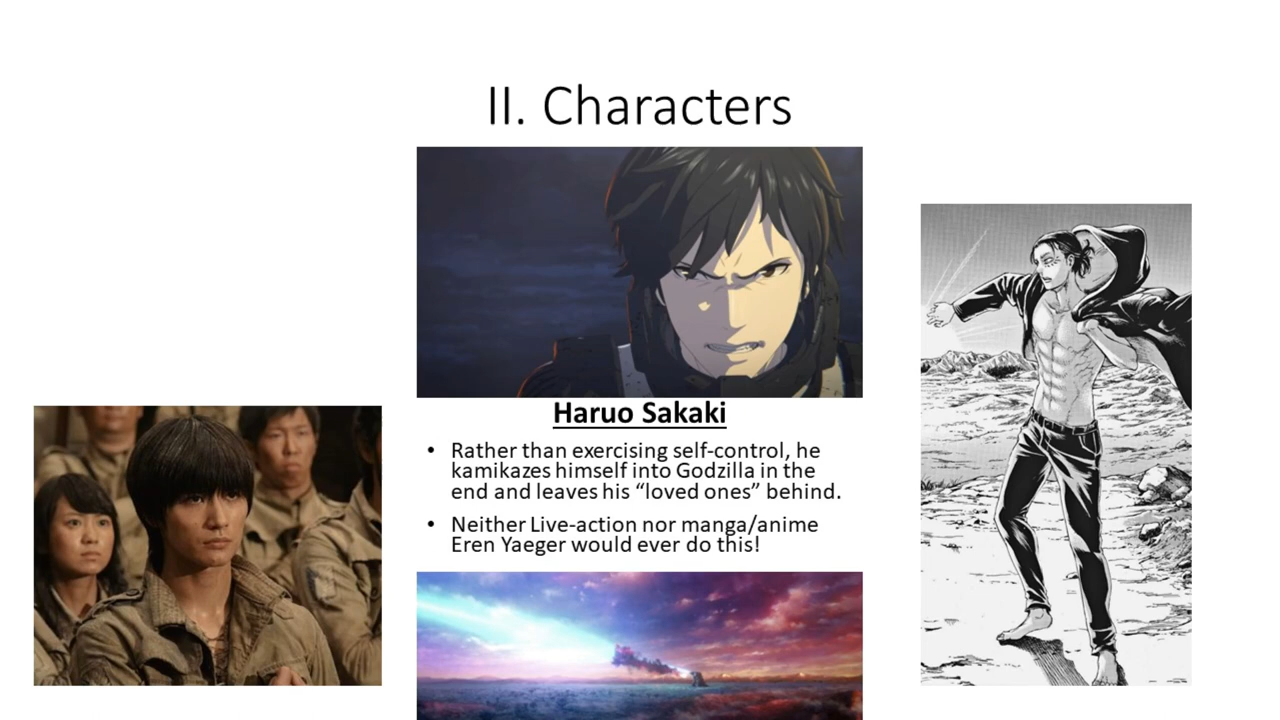 II. Characters
Haruo Sakaki
• Rather than exercising self-control, he
kamikazes himself into Godzilla in the
end and leaves his “loved ones” behind.
• Neither Live-action nor manga/anime
Eren Yaeger would ever do this!